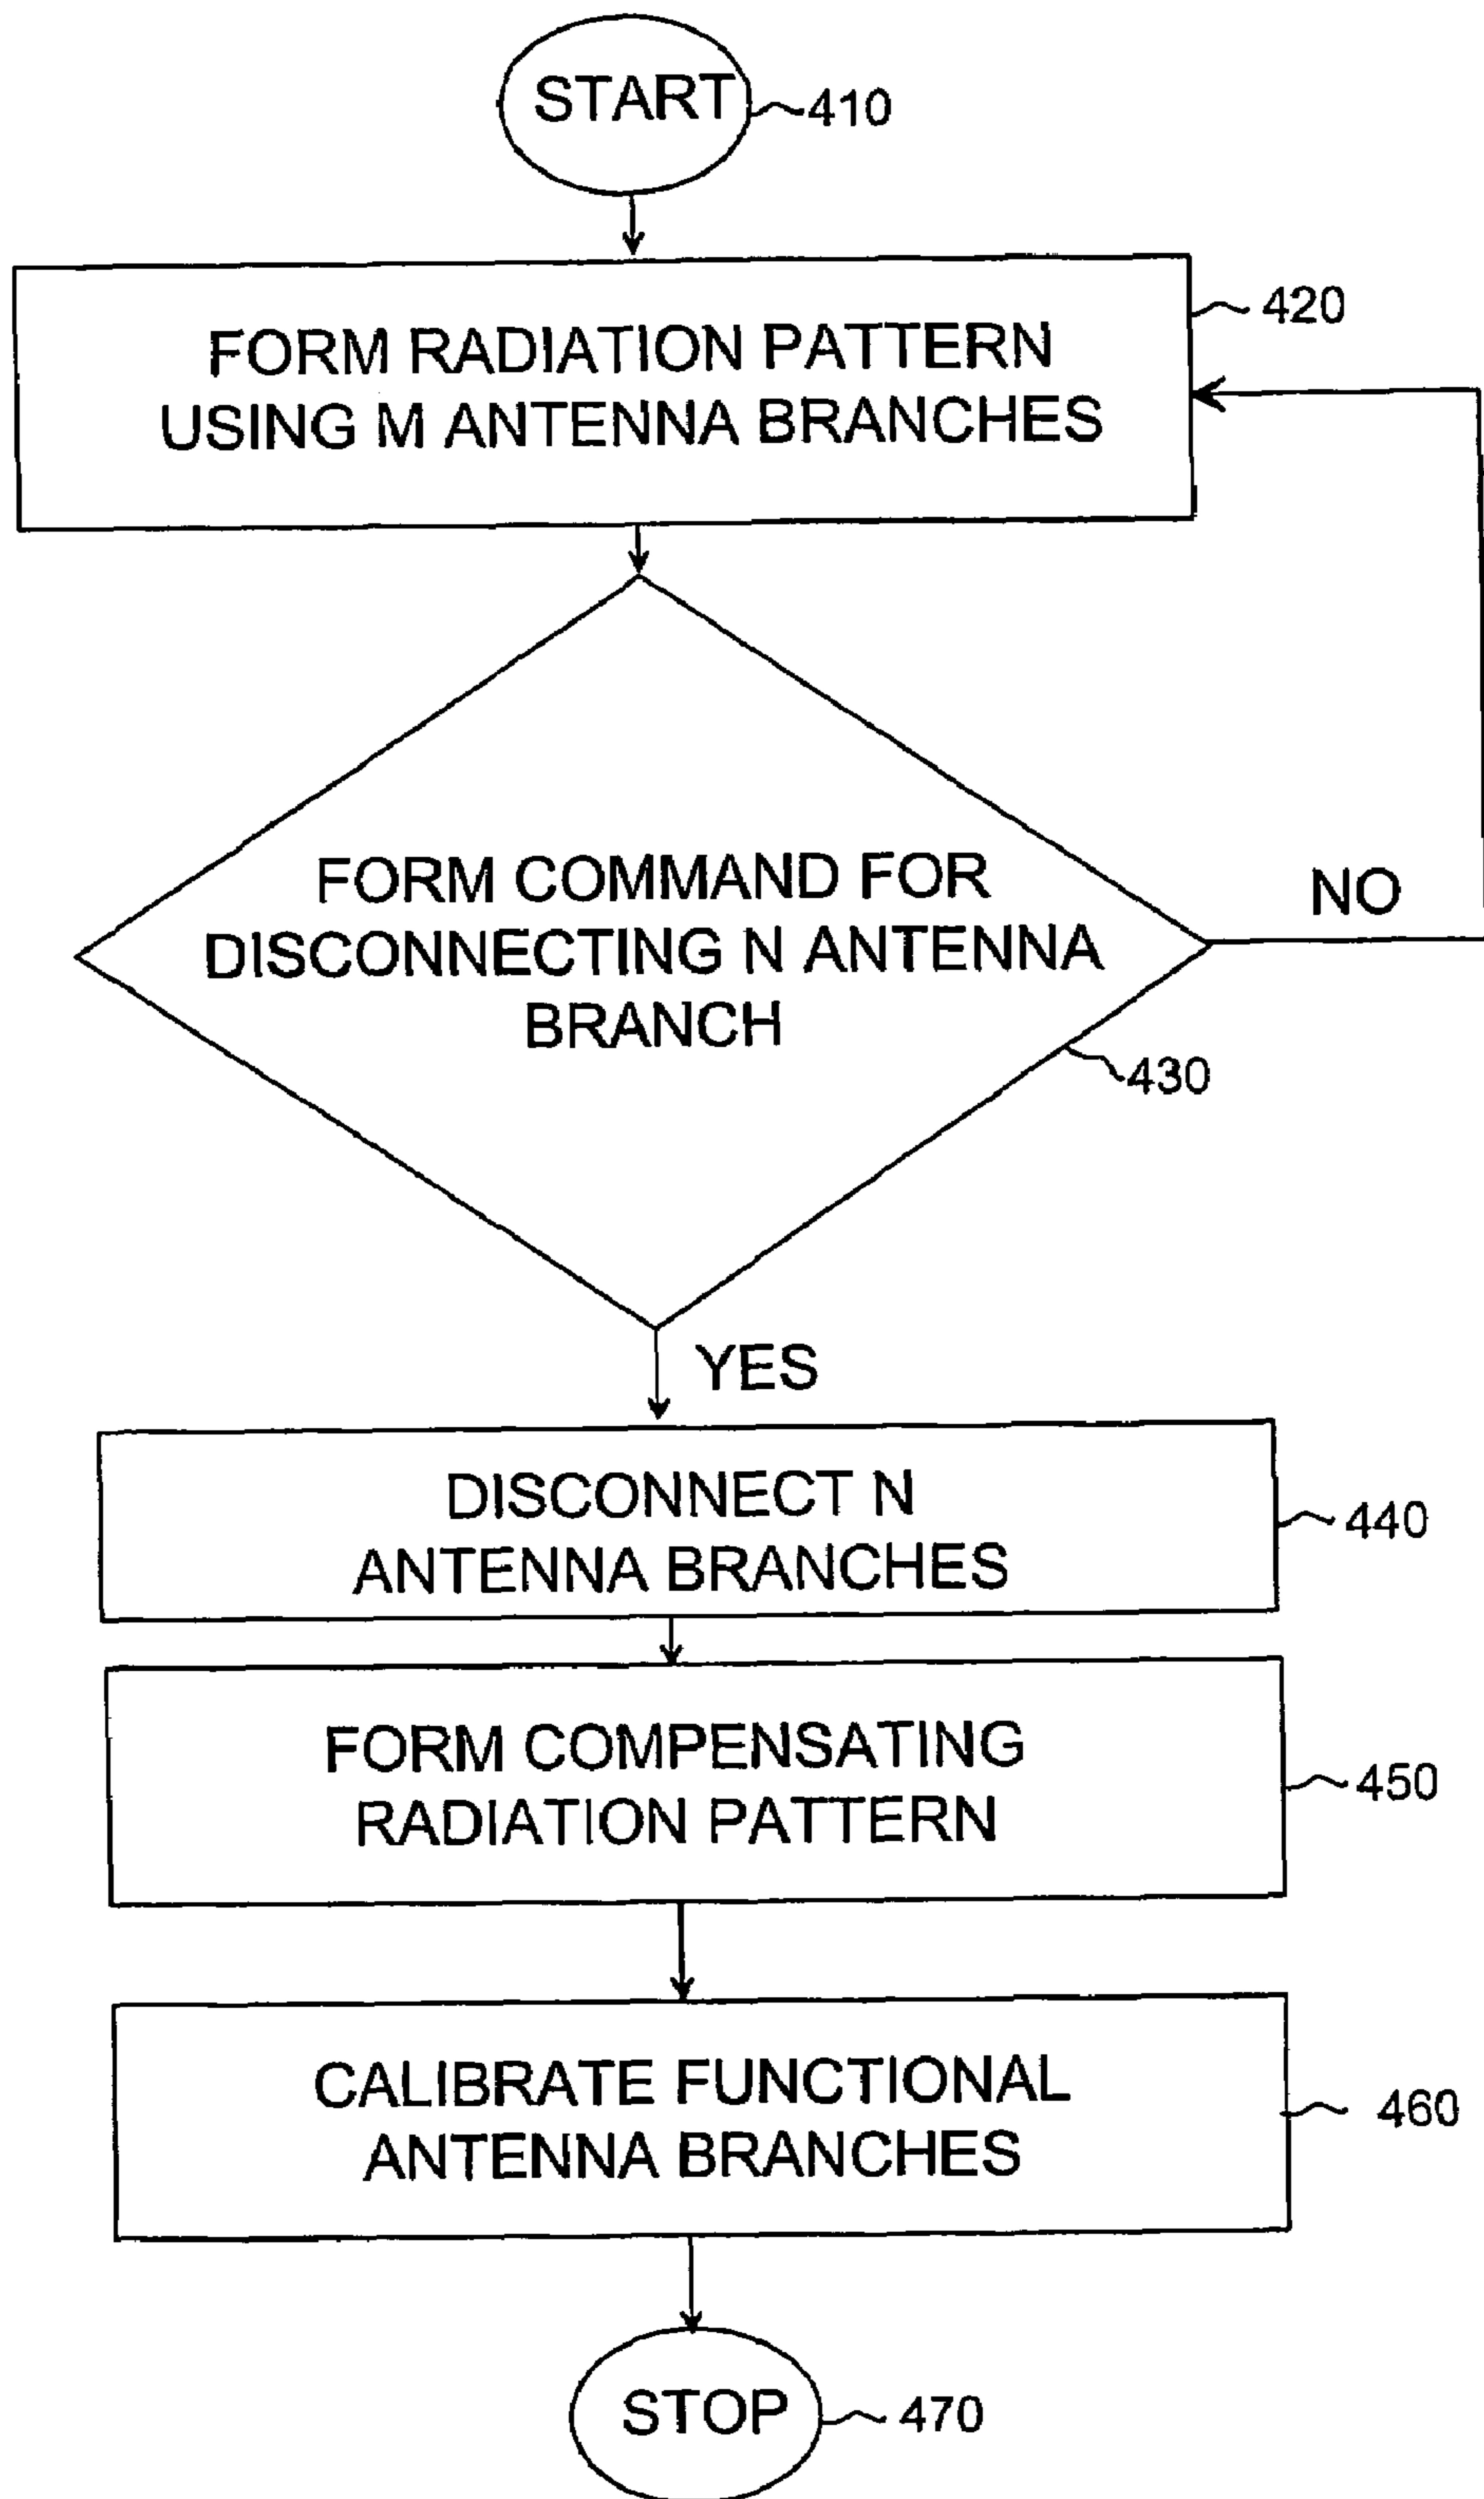 START
410
420
FORM RADIATION PATTERN
USING M ANTENNA BRANCHES
FORM COMMAND FOR
DISCONNECTING N ANTENNA
BRANCH
NO
430
YES
DISCONNECT N
ANTENNA BRANCHES
440
FORM COMPENSATING
RADIATION PATTERN
450
CALIBRATE FUNCTIONAL
ANTENNA BRANCHES
460
STOP
470